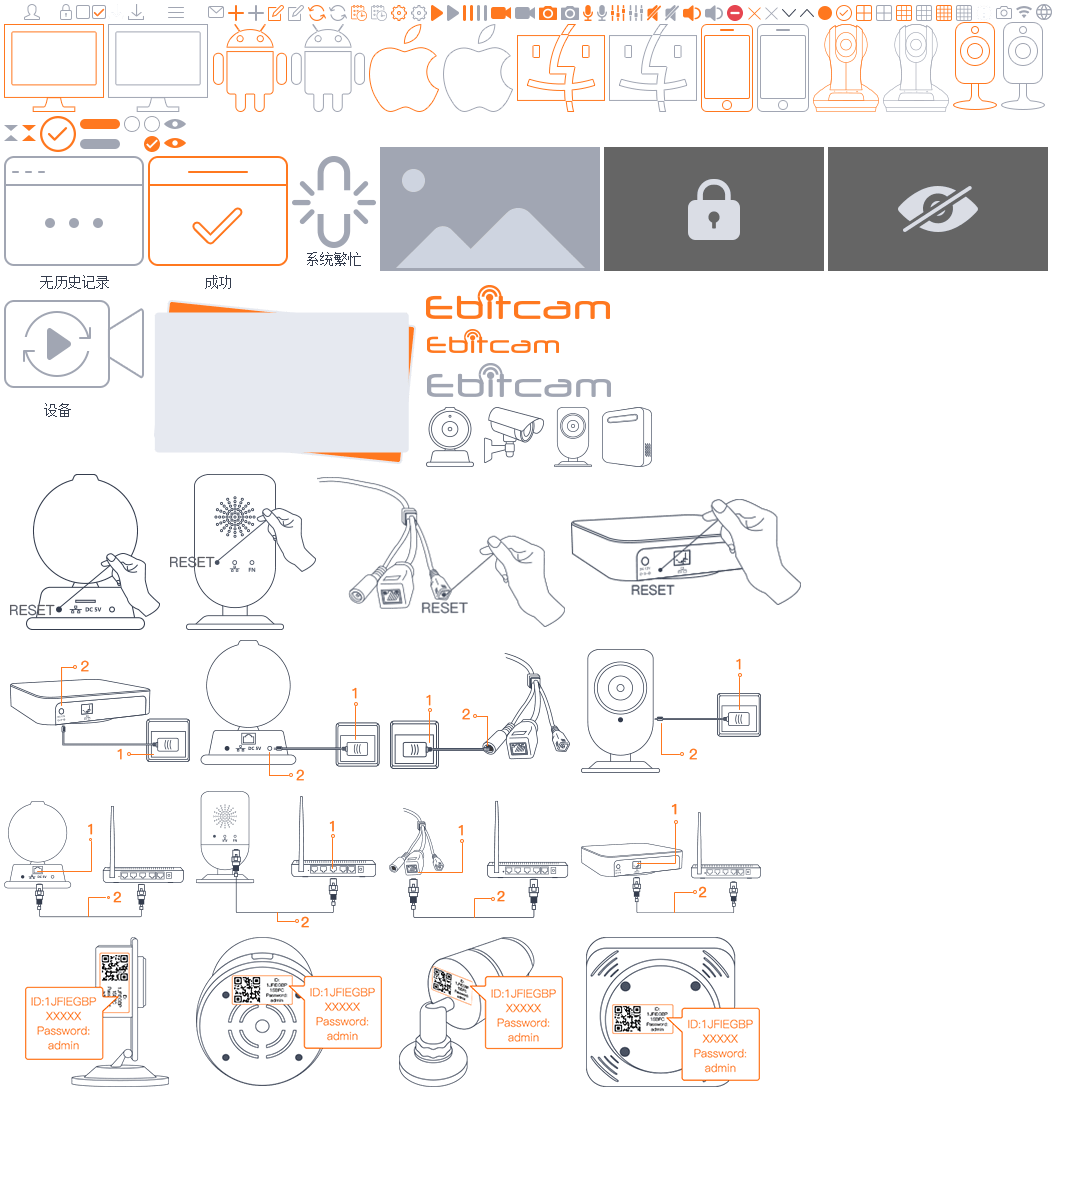 系统繁忙
无历史记录
成功
Ebitcam
Ebitcam
Ebitcam
设备
RESET
DC 5V
RESET
FN
RESET
RESET
2
1
DC 5V
2
1
1
2
1
2
1
2
1
2
1
2
1
2
ID:1JFIEGBP
XXXXX
Password:
admin
ID:1JFIEGBP
XXXXX
Password:
admin
ID:1JFIEGBP
XXXXX
Password:
admin
ID:1JFIEGBP
XXXXX
Password:
admin